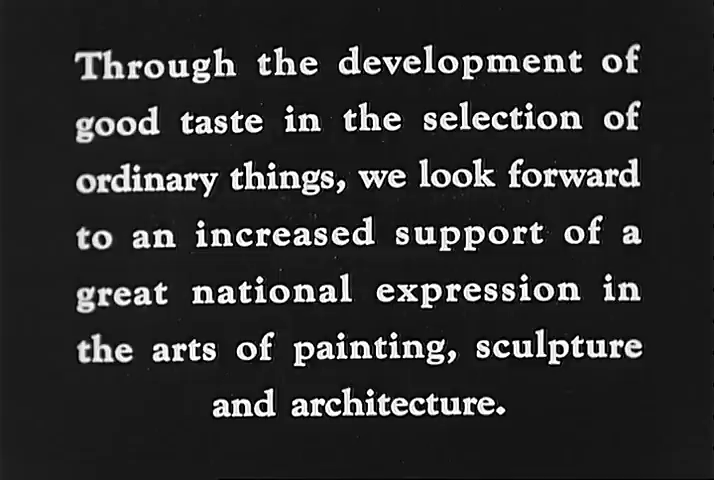 Through the development of
good taste in the selection of
ordinary things, we look forward
to an increased support of a
great national expression in
the arts of painting, sculpture
and architecture.